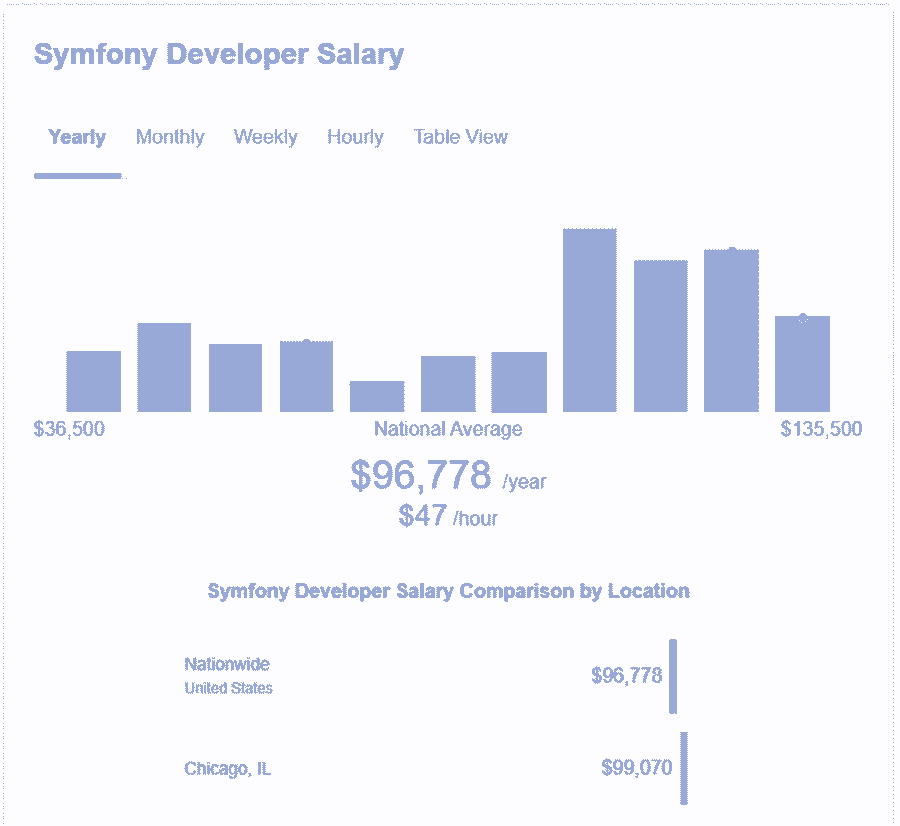 Symfony Developer Salary
Yearly Monthly Weekly Hourly Table View
$36,500 National Average $135,500
$96,778 /year
$47 /hour
Symfony Developer Salary Comparison by Location
Nationwide
United States
$96,778
Chicago, IL $99,070